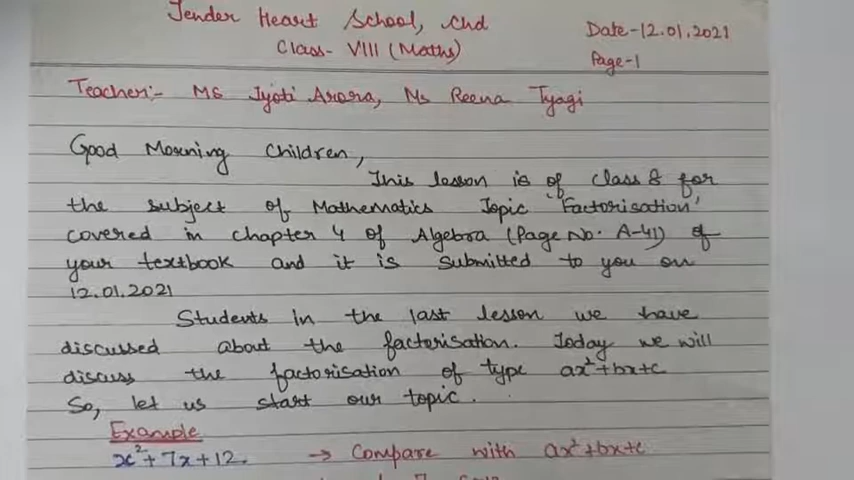 Tender Heart School, Chd
Date-12.01.2021
Class- VIII (Maths)
Page-1
Teacher:- Ms Jyoti Arora, Ms Reena Tyagi
Good Morning Children,
This lesson is of class 8 for
the subject of Mathematics Topic 'Factorisation'
covered in chapter 4 of Algebra (Page No. A-41) of
your textbook and it is submitted to you on
12.01.2021
Students in the last lesson we have
discussed about the factorisation. Today we will
discuss the factorisation of type ax²+bx+c
So, let us start our topic.
Example
x²+7x+12. → Compare with ax²+bx+c